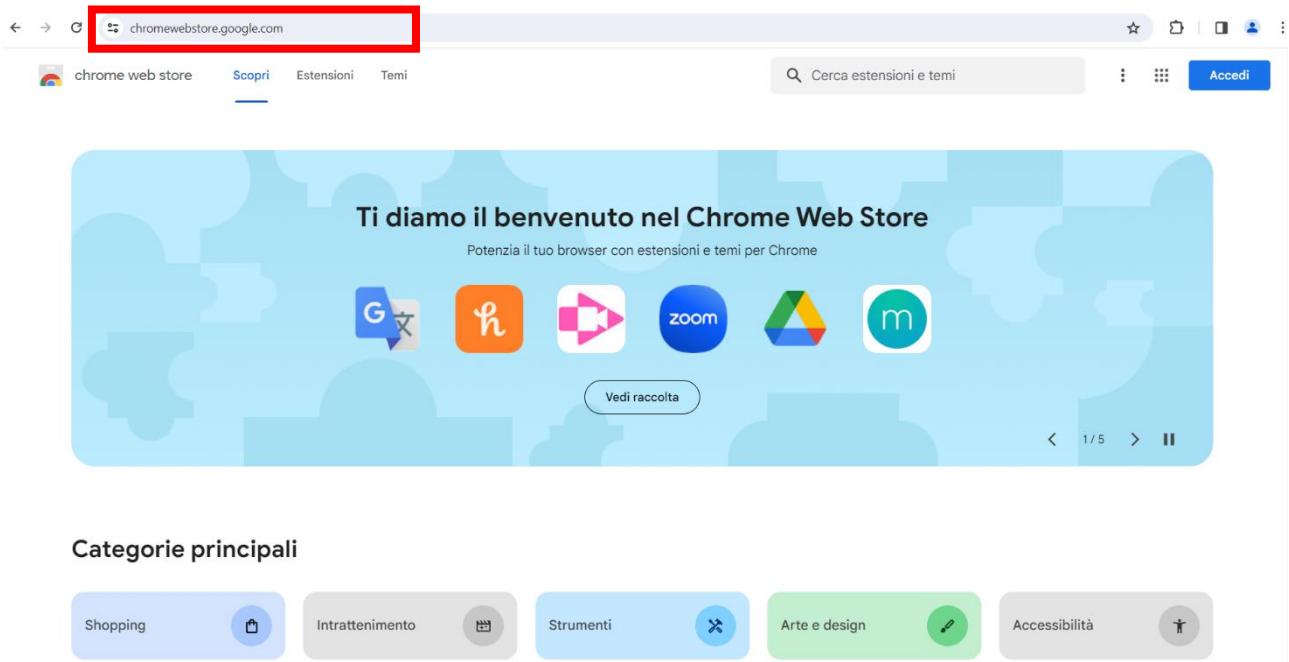 chromewebstore.google.com
chrome web store Scopri Estensioni Temi Cerca estensioni e temi Accedi
Ti diamo il benvenuto nel Chrome Web Store
Potenzia il tuo browser con estensioni e temi per Chrome
G 文 h zoom m
Vedi raccolta
1/5
Categorie principali
Shopping Intrattenimento Strumenti Arte e design Accessibilità